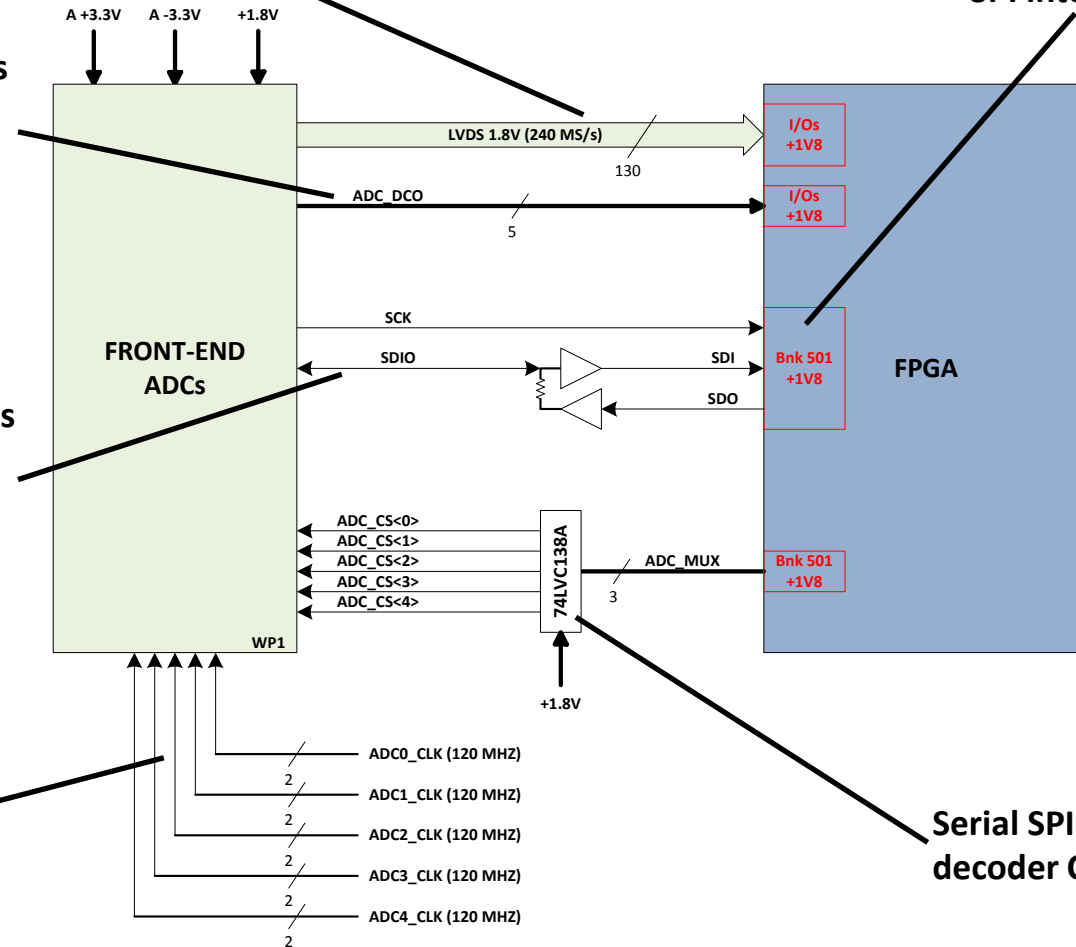 A +3.3V
A -3.3V
+1.8V
LVDS 1.8V (240 MS/s)
130
I/Os
+1V8
ADC_DCO
5
I/Os
+1V8
SCK
SDIO
SDI
SDO
Bnk 501
+1V8
FRONT-END
ADCs
FPGA
ADC_CS<0>
ADC_CS<1>
ADC_CS<2>
ADC_CS<3>
ADC_CS<4>
74LVC138A
ADC_MUX
3
Bnk 501
+1V8
WP1
+1.8V
ADC0_CLK (120 MHZ)
2
ADC1_CLK (120 MHZ)
2
ADC2_CLK (120 MHZ)
2
ADC3_CLK (120 MHZ)
2
ADC4_CLK (120 MHZ)
2
Serial SPI
decoder